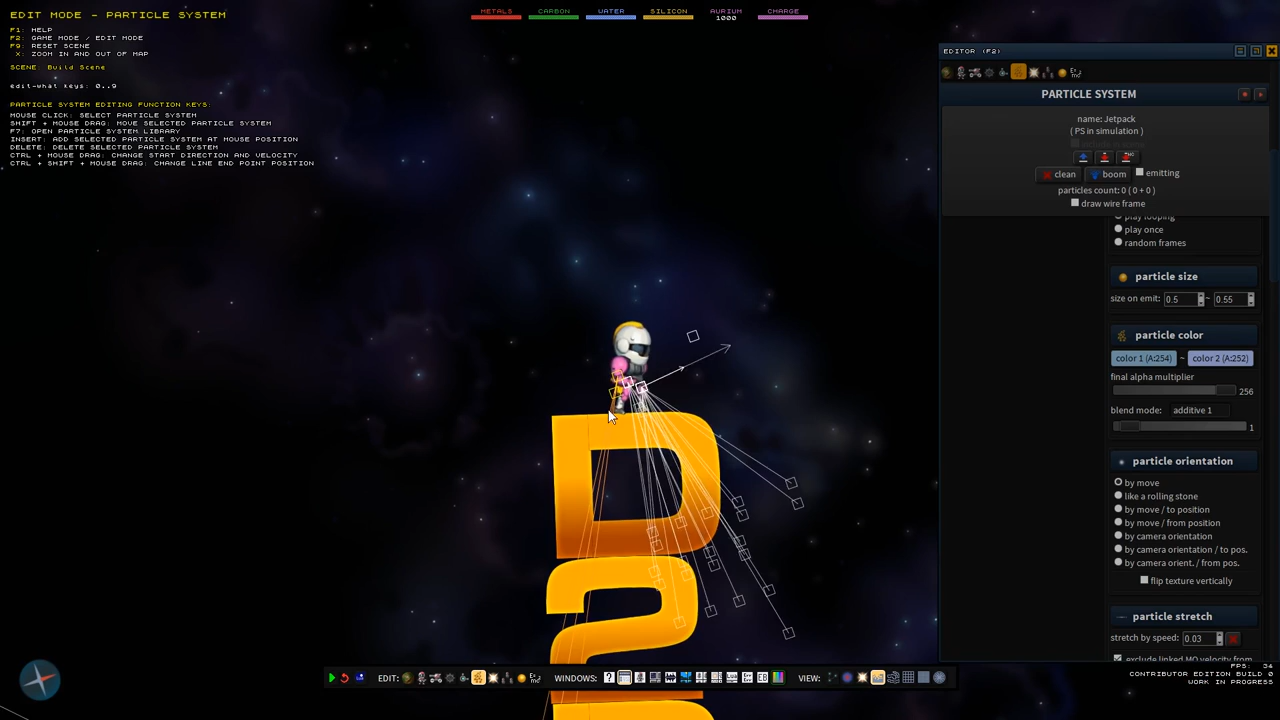 EDIT MODE - PARTICLE SYSTEM
F1: HELP
F2: GAME MODE / EDIT MODE
F9: RESET SCENE
X: ZOOM IN AND OUT OF MAP
SCENE: Build Scene
edit-what keys: 0..9
PARTICLE SYSTEM EDITING FUNCTION KEYS:
MOUSE CLICK: SELECT PARTICLE SYSTEM
SHIFT + MOUSE DRAG: MOVE SELECTED PARTICLE SYSTEM
F7: OPEN PARTICLE SYSTEM LIBRARY
INSERT: ADD SELECTED PARTICLE SYSTEM AT MOUSE POSITION
DELETE: DELETE SELECTED PARTICLE SYSTEM
CTRL + MOUSE DRAG: CHANGE START DIRECTION AND VELOCITY
CTRL + SHIFT + MOUSE DRAG: CHANGE LINE END POINT POSITION
METALS CARBON WATER SILICON AURIUM CHARGE
1000
EDITOR (F2)
PARTICLE SYSTEM
name: Jetpack
( PS in simulation )
clean boom emitting
particles count: 0 ( 0 + 0 )
draw wire frame
play looping
play once
random frames
particle size
size on emit: 0.5 ~ 0.55
particle color
color 1 (A:254) ~ color 2 (A:252)
final alpha multiplier
256
blend mode: additive 1
1
particle orientation
by move
like a rolling stone
by move / to position
by move / from position
by camera orientation
by camera orientation / to pos.
by camera orient. / from pos.
flip texture vertically
particle stretch
stretch by speed: 0.03
exclude linked MO velocity from
D
2
EDIT: WINDOWS: ? VIEW:
FPS: 34
CONTRIBUTOR EDITION BUILD 0
WORK IN PROGRESS